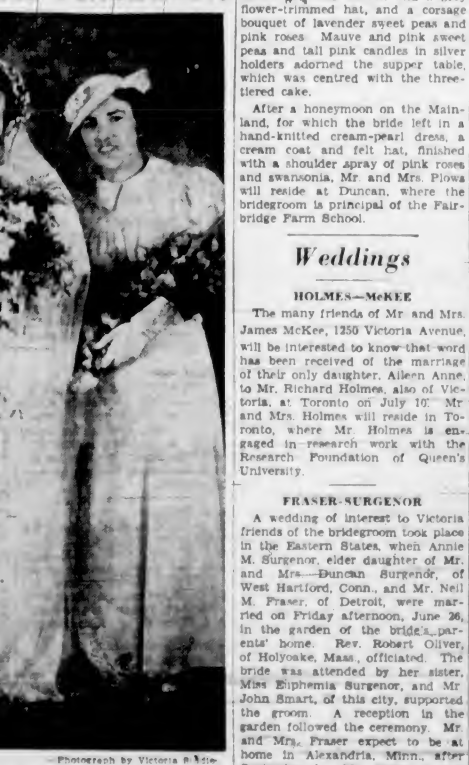 flower-trimmed hat, and a corsage
bouquet of lavender sweet peas and
pink roses Mauve and pink sweet
peas and tall pink candles in silver
holders adorned the supper table,
which was centred with the three-
tiered cake.
After a honeymoon on the Main-
land, for which the bride left in a
hand-knitted cream-pearl dress, a
cream coat and felt hat, finished
with a shoulder spray of pink roses
and swansonia, Mr. and Mrs. Plows
will reside at Duncan, where the
bridegroom is principal of the Fair-
bridge Farm School.
Weddings
HOLMES—McKEE
The many friends of Mr and Mrs.
James McKee, 1250 Victoria Avenue,
will be interested to know that word
has been received of the marriage
of their only daughter, Aileen Anne,
to Mr. Richard Holmes, also of Vic-
toria, at Toronto on July 10. Mr
and Mrs. Holmes will reside in To-
ronto, where Mr. Holmes is en-
gaged in research work with the
Research Foundation of Queen's
University.
FRASER-SURGENOR
A wedding of interest to Victoria
friends of the bridegroom took place
in the Eastern States, when Annie
M. Surgenor, elder daughter of Mr.
and Mrs Duncan Surgenor, of
West Hartford, Conn., and Mr. Neil
M. Fraser, of Detroit, were mar-
ried on Friday afternoon, June 26,
in the garden of the bride's par-
ents' home. Rev. Robert Oliver,
of Holyoake, Mass., officiated. The
bride was attended by her sister,
Miss Euphemia Surgenor, and Mr
John Smart, of this city, supported
the groom. A reception in the
garden followed the ceremony. Mr.
and Mrs. Fraser expect to be at
home in Alexandria, Minn., after
Photograph by Victoria